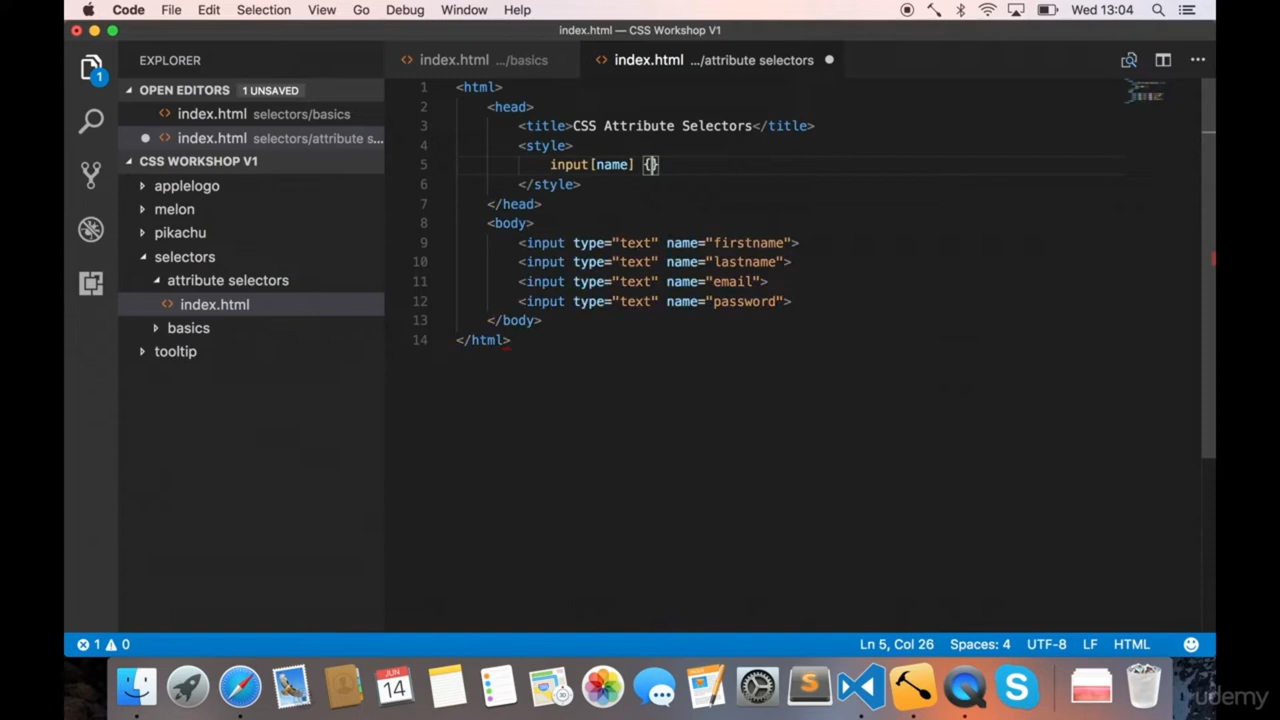 Code File Edit Selection View Go Debug Window Help Wed 13:04
index.html — CSS Workshop V1
EXPLORER
index.html .../basics
index.html .../attribute selectors
1
OPEN EDITORS 1 UNSAVED
index.html selectors/basics
index.html selectors/attribute s...
CSS WORKSHOP V1
applelogo
melon
pikachu
selectors
attribute selectors
index.html
basics
tooltip
1 <html>
2 <head>
3 <title>CSS Attribute Selectors</title>
4 <style>
5 input[name] {}
6 </style>
7 </head>
8 <body>
9 <input type="text" name="firstname">
10 <input type="text" name="lastname">
11 <input type="text" name="email">
12 <input type="text" name="password">
13 </body>
14 </html>
1 0 Ln 5, Col 26 Spaces: 4 UTF-8 LF HTML
JUN
14
udemy